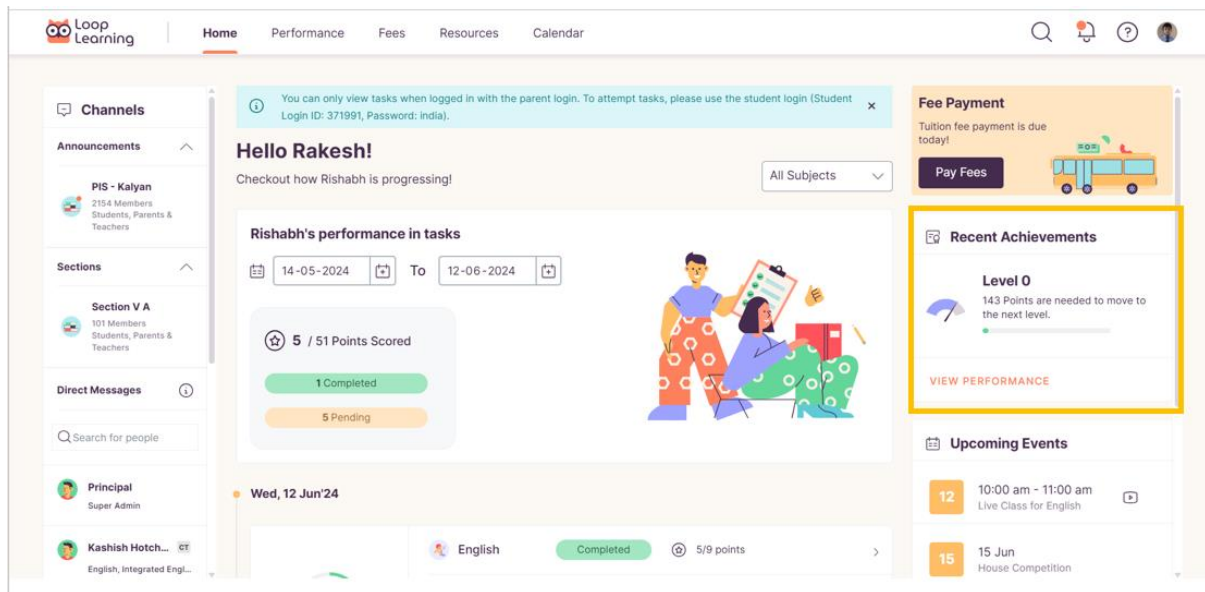 Loop
Learning
Home
Performance
Fees
Resources
Calendar
Channels
Announcements
PIS - Kalyan
2154 Members
Students, Parents &
Teachers
Sections
Section V A
101 Members
Students, Parents &
Teachers
Direct Messages
Search for people
Principal
Super Admin
Kashish Hotch... CT
English, Integrated Engl...
You can only view tasks when logged in with the parent login. To attempt tasks, please use the student login (Student
Login ID: 371991, Password: india).
Hello Rakesh!
Checkout how Rishabh is progressing!
All Subjects
Rishabh's performance in tasks
14-05-2024 To 12-06-2024
5 / 51 Points Scored
1 Completed
5 Pending
Wed, 12 Jun'24
English Completed 5/9 points
Fee Payment
Tuition fee payment is due
today!
Pay Fees
Recent Achievements
Level 0
143 Points are needed to move to
the next level.
VIEW PERFORMANCE
Upcoming Events
12
10:00 am - 11:00 am
Live Class for English
15
15 Jun
House Competition